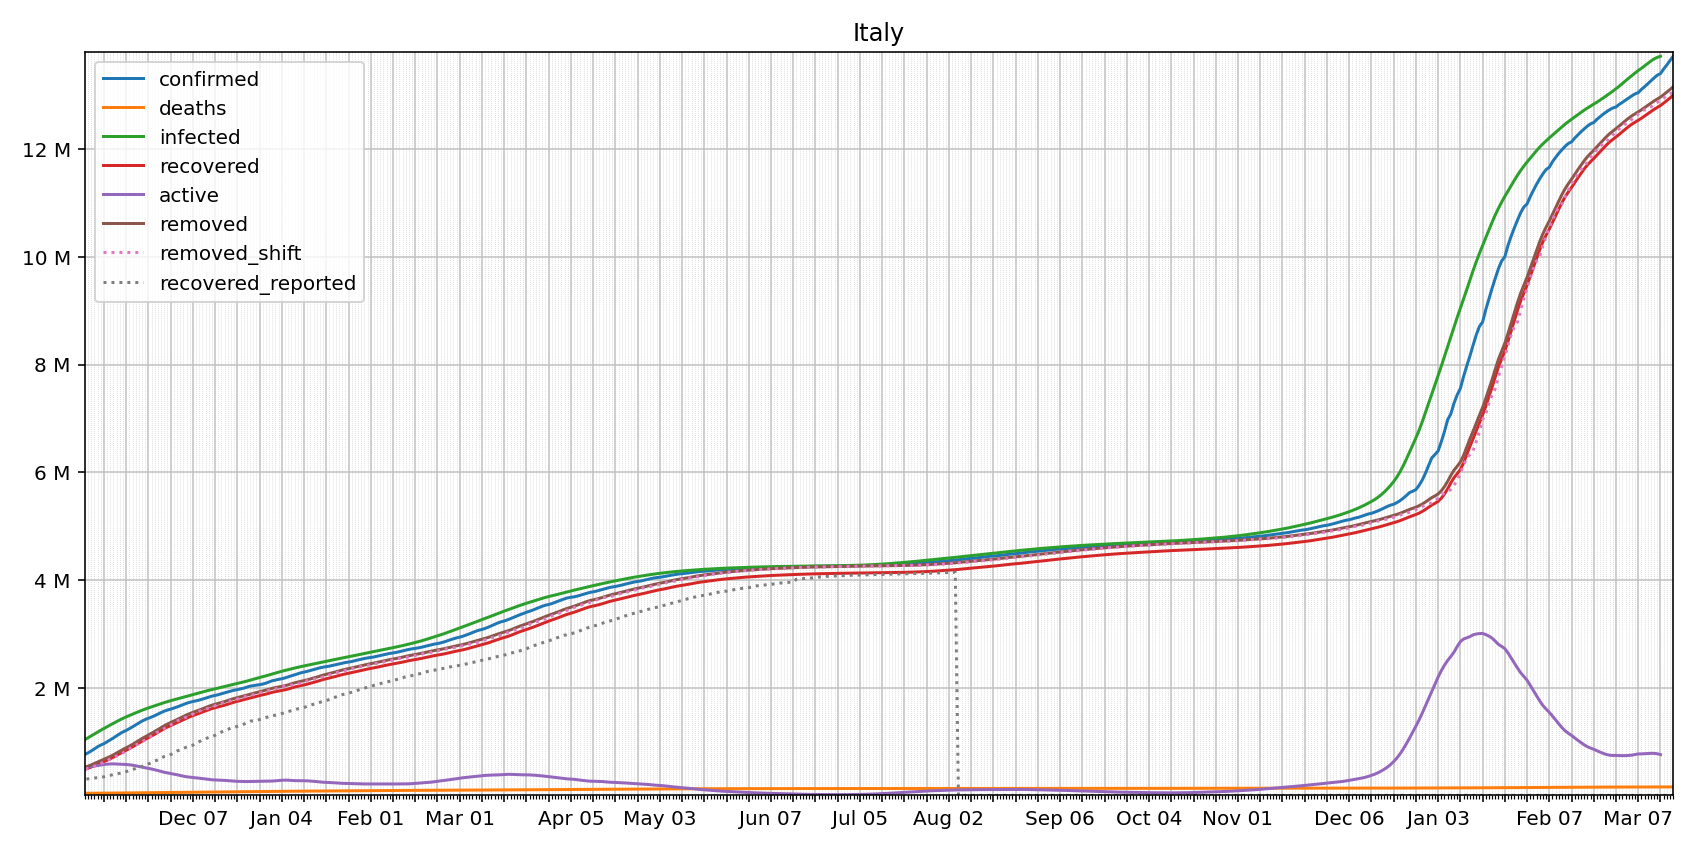 Italy
confirmed
deaths
infected
recovered
active
removed
removed_shift
recovered_reported
12 M
10 M
8 M
6 M
4 M
2 M
Dec 07 Jan 04 Feb 01 Mar 01 Apr 05 May 03 Jun 07 Jul 05 Aug 02 Sep 06 Oct 04 Nov 01 Dec 06 Jan 03 Feb 07 Mar 07